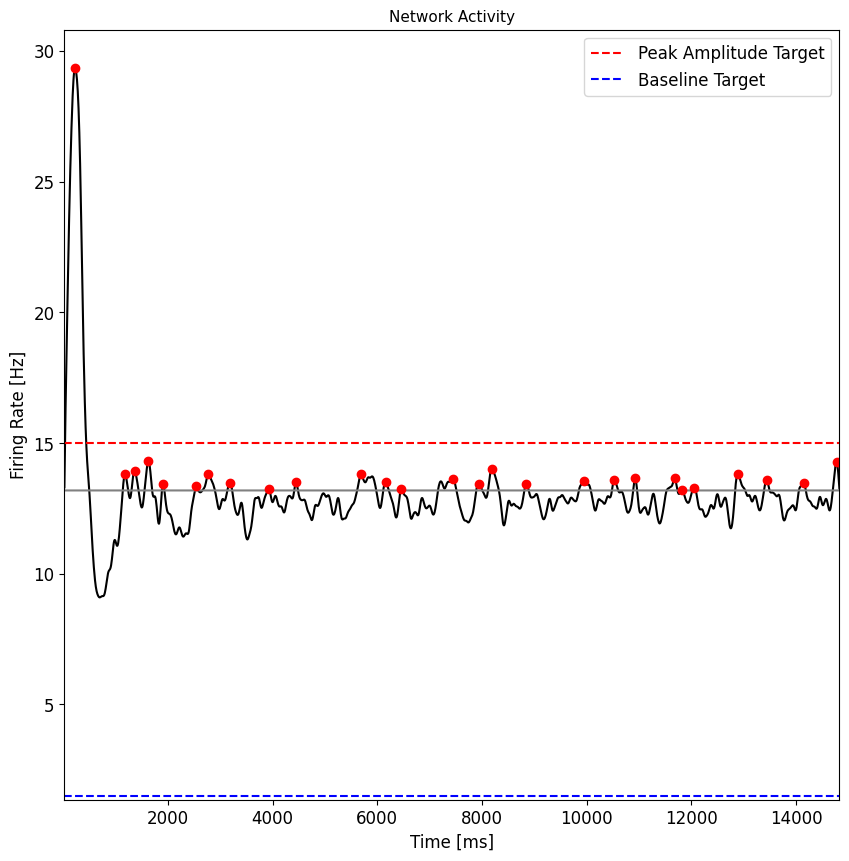 Network Activity
Peak Amplitude Target
Baseline Target
Firing Rate [Hz]
30
25
20
15
10
5
2000 4000 6000 8000 10000 12000 14000
Time [ms]